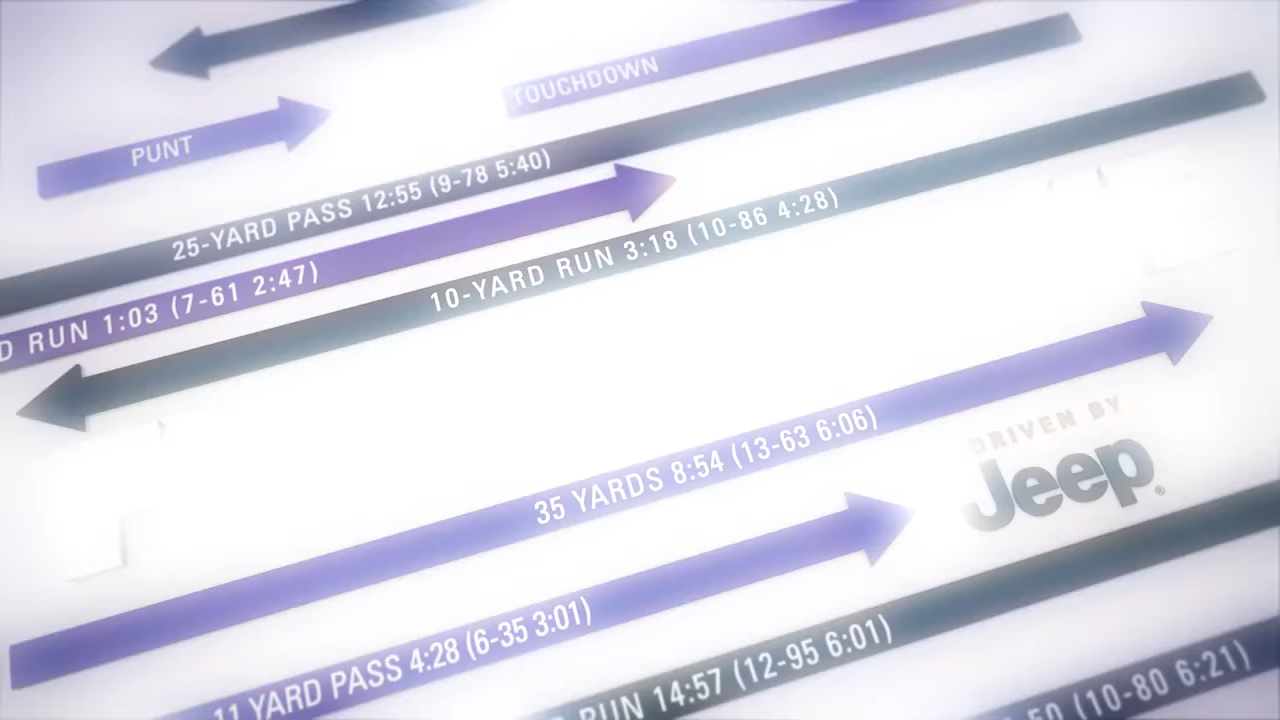 TOUCHDOWN
PUNT
25-YARD PASS 12:55 (9-78 5:40)
D RUN 1:03 (7-61 2:47)
10-YARD RUN 3:18 (10-86 4:28)
35 YARDS 8:54 (13-63 6:06)
DRIVEN BY
Jeep®
11 YARD PASS 4:28 (6-35 3:01)
RUN 14:57 (12-95 6:01)
50 (10-80 6:21)